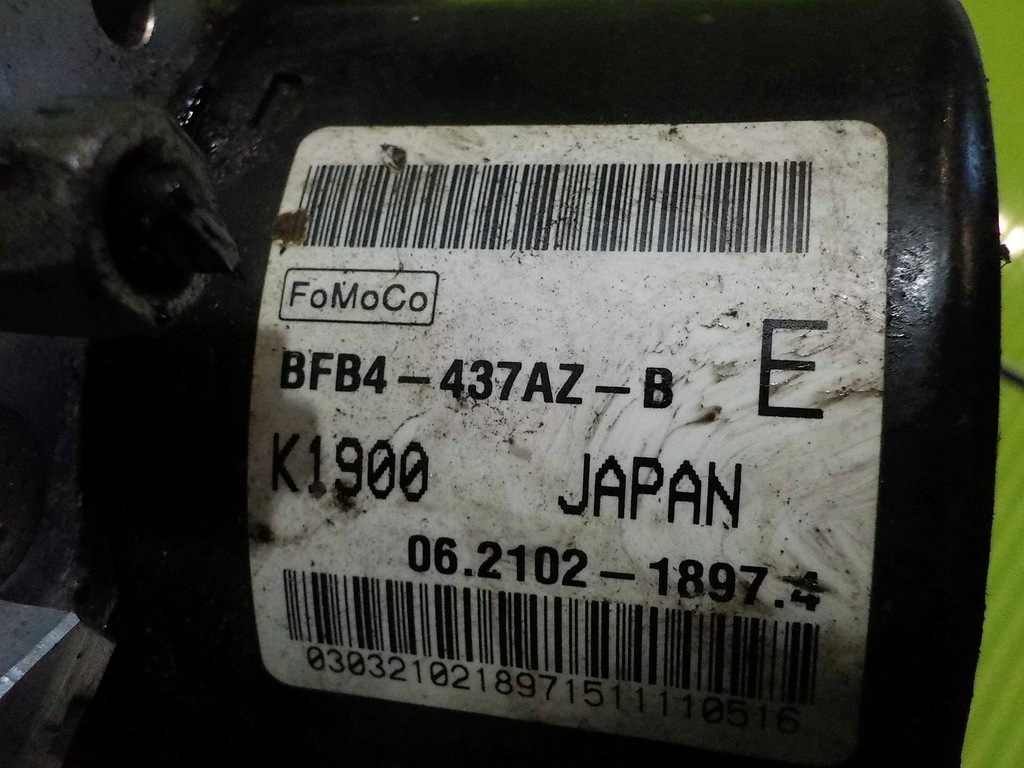 FoMoCo
BFB4-437AZ-B
E
K1900 JAPAN
06.2102-1897.4
03032102189715111110516